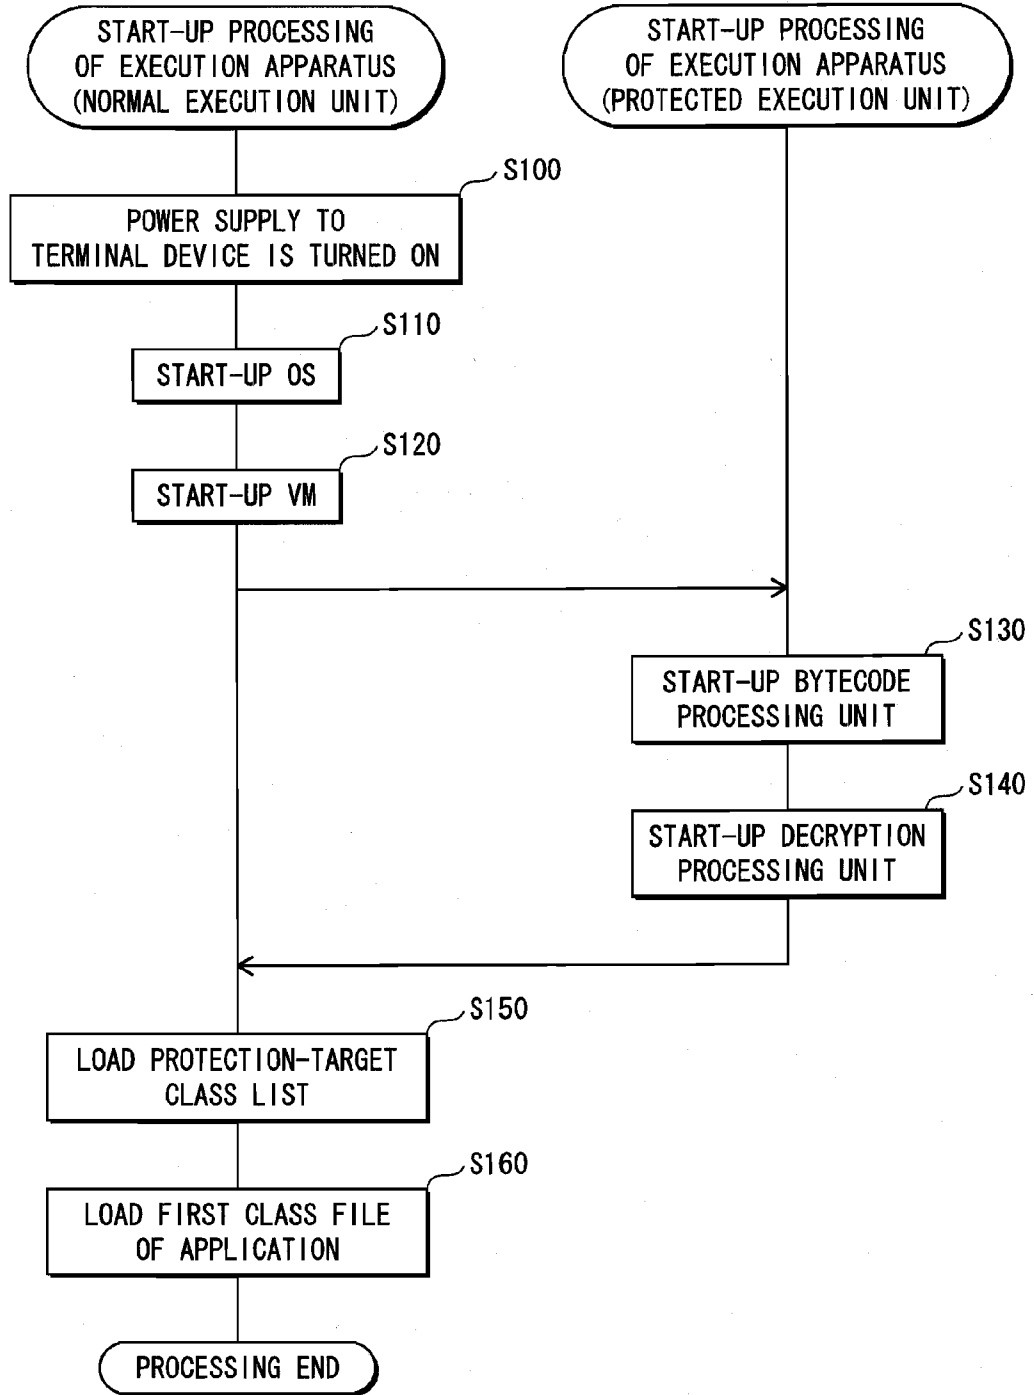 START-UP PROCESSING
OF EXECUTION APPARATUS
(NORMAL EXECUTION UNIT)
START-UP PROCESSING
OF EXECUTION APPARATUS
(PROTECTED EXECUTION UNIT)
S100
POWER SUPPLY TO
TERMINAL DEVICE IS TURNED ON
S110
START-UP OS
S120
START-UP VM
S130
START-UP BYTECODE
PROCESSING UNIT
S140
START-UP DECRYPTION
PROCESSING UNIT
S150
LOAD PROTECTION-TARGET
CLASS LIST
S160
LOAD FIRST CLASS FILE
OF APPLICATION
PROCESSING END